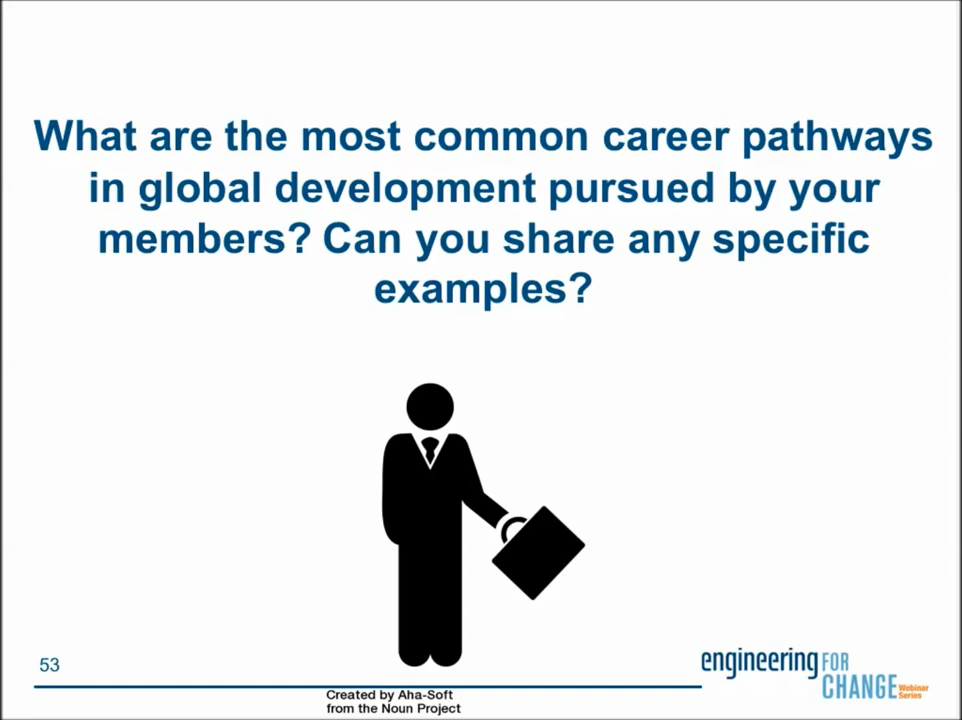 What are the most common career pathways
in global development pursued by your
members? Can you share any specific
examples?
53
engineering FOR
CHANGE Webinar
Series
Created by Aha-Soft
from the Noun Project